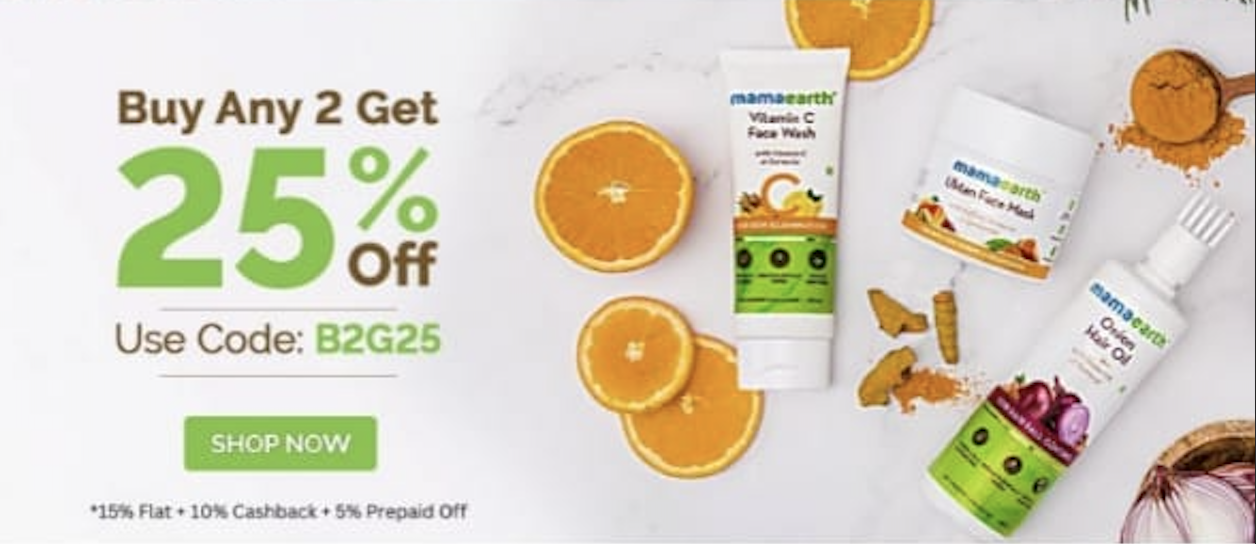 Buy Any 2 Get
25%
Off
Use Code: B2G25
SHOP NOW
*15% Flat + 10% Cashback + 5% Prepaid Off
mamaearth
Vitamin C
Face Wash
C
mamaearth
Ubtan Face Mask
mamaearth
Onion
Hair Oil